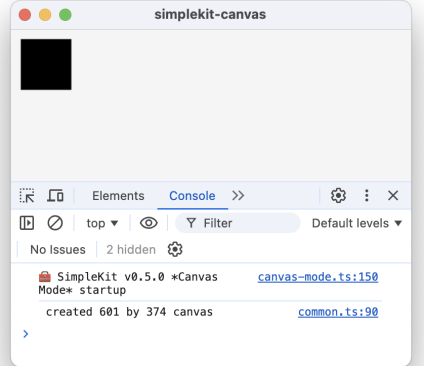 simplekit-canvas
Elements Console
top Filter Default levels
No Issues 2 hidden
🧰 SimpleKit v0.5.0 *Canvas canvas-mode.ts:150
Mode* startup
created 601 by 374 canvas common.ts:90